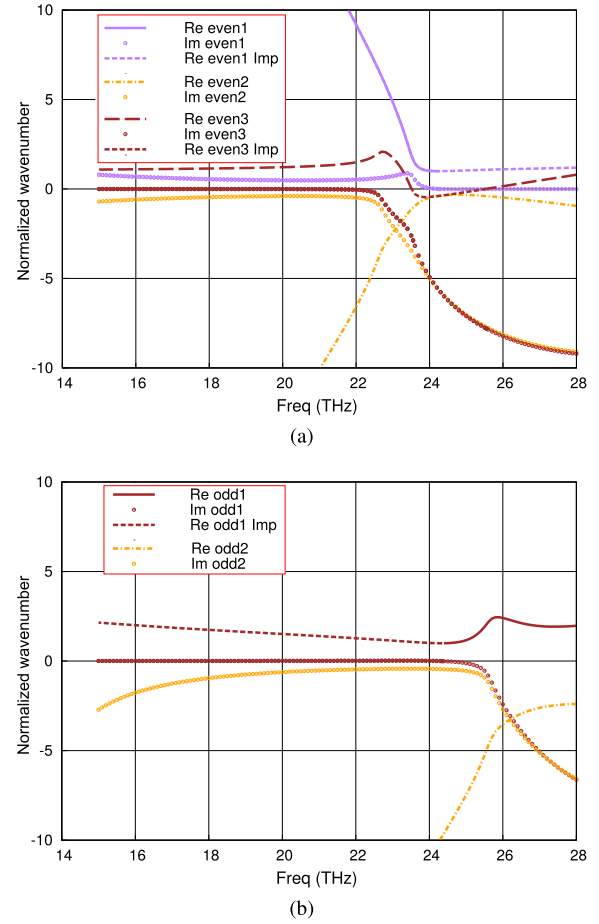 10
5
0
-5
-10
Normalized wavenumber
Re even1
Im even1
Re even1 Imp
Re even2
Im even2
Re even3
Im even3
Re even3 Imp
14 16 18 20 22 24 26 28
Freq (THz)
(a)
10
5
0
-5
-10
Normalized wavenumber
Re odd1
Im odd1
Re odd1 Imp
Re odd2
Im odd2
14 16 18 20 22 24 26 28
Freq (THz)
(b)